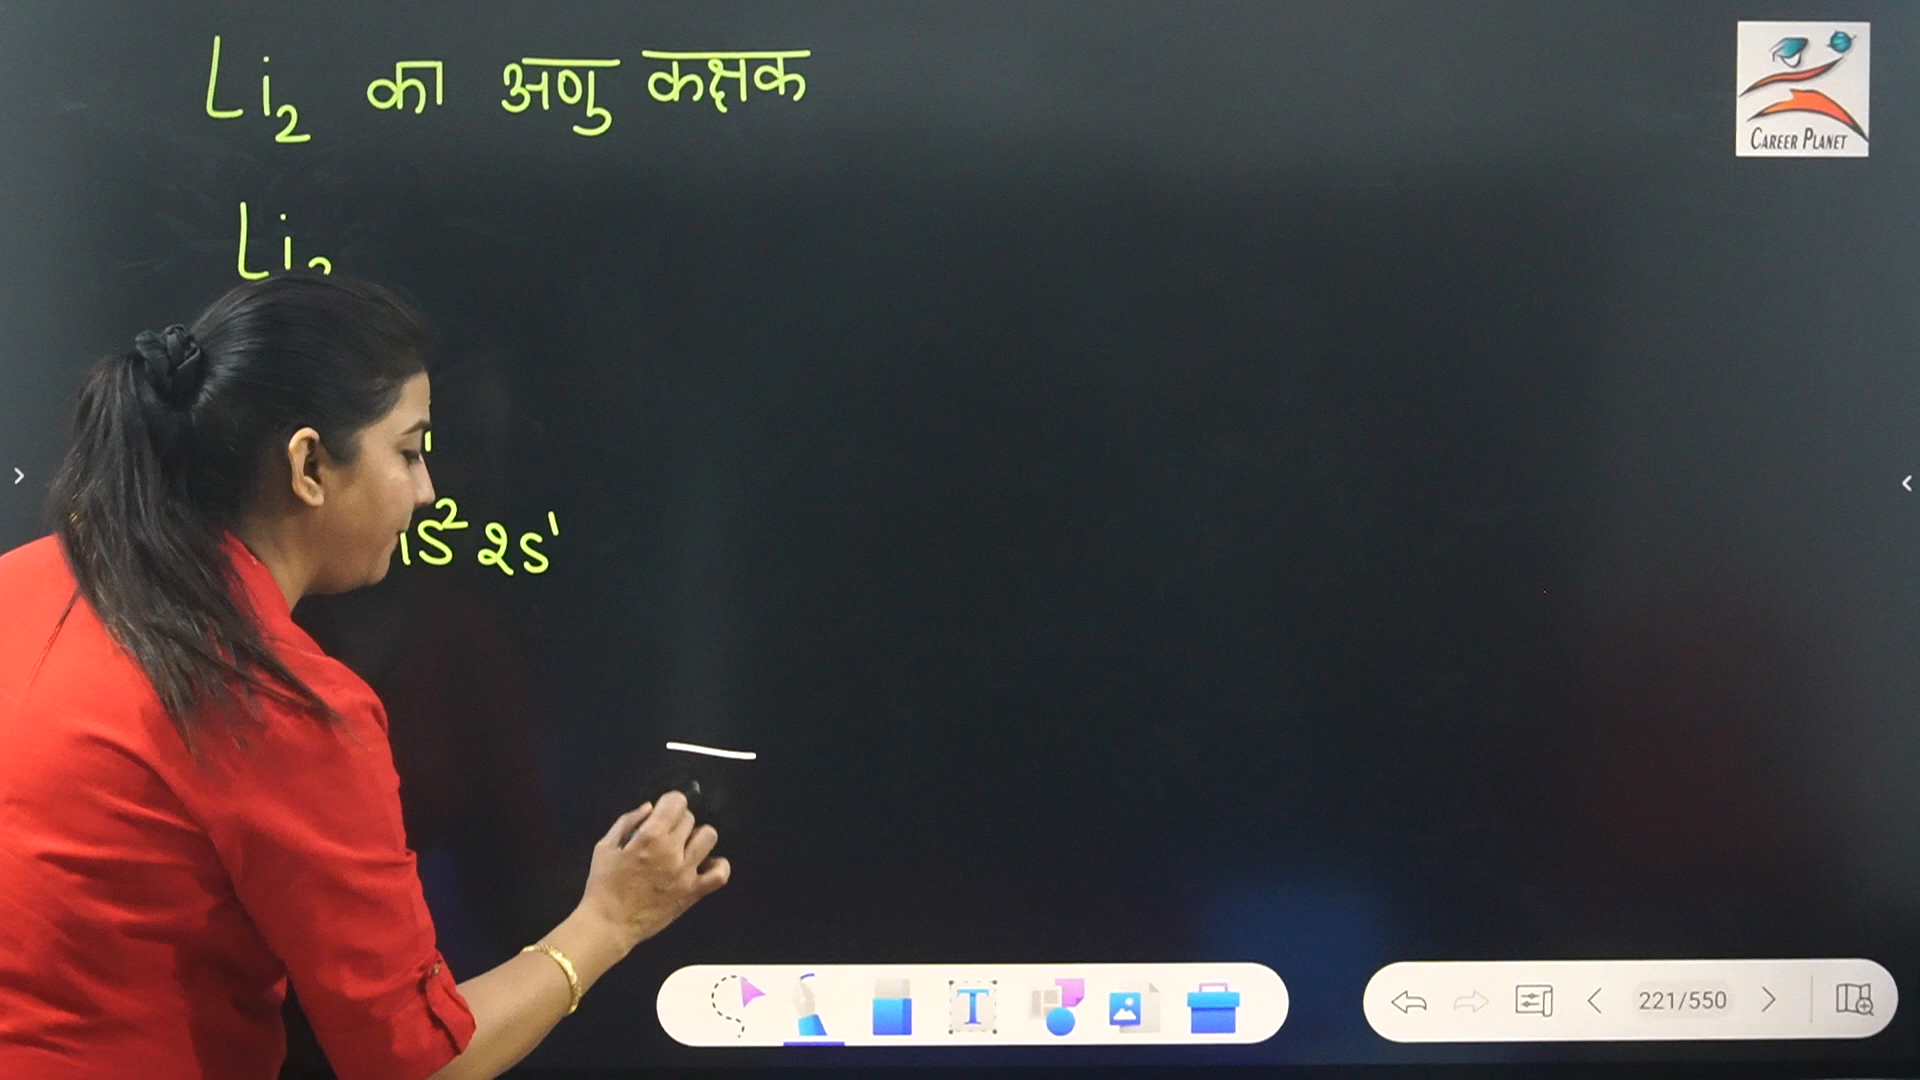 Li₂ का अणु कक्षक
CAREER PLANET
Li₂
1s² 2s¹
T
221/550